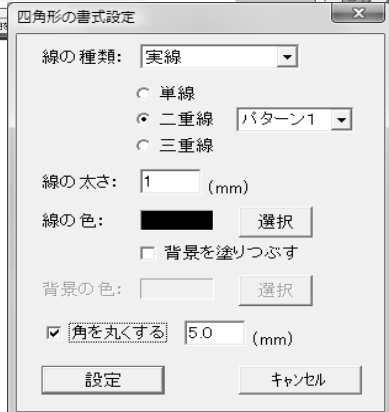 四角形の書式設定
線の種類: 実線
単線
二重線 パターン1
三重線
線の太さ: 1 (mm)
線の色: 選択
背景を塗りつぶす
背景の色: 選択
角を丸くする 5.0 (mm)
設定 キャンセル